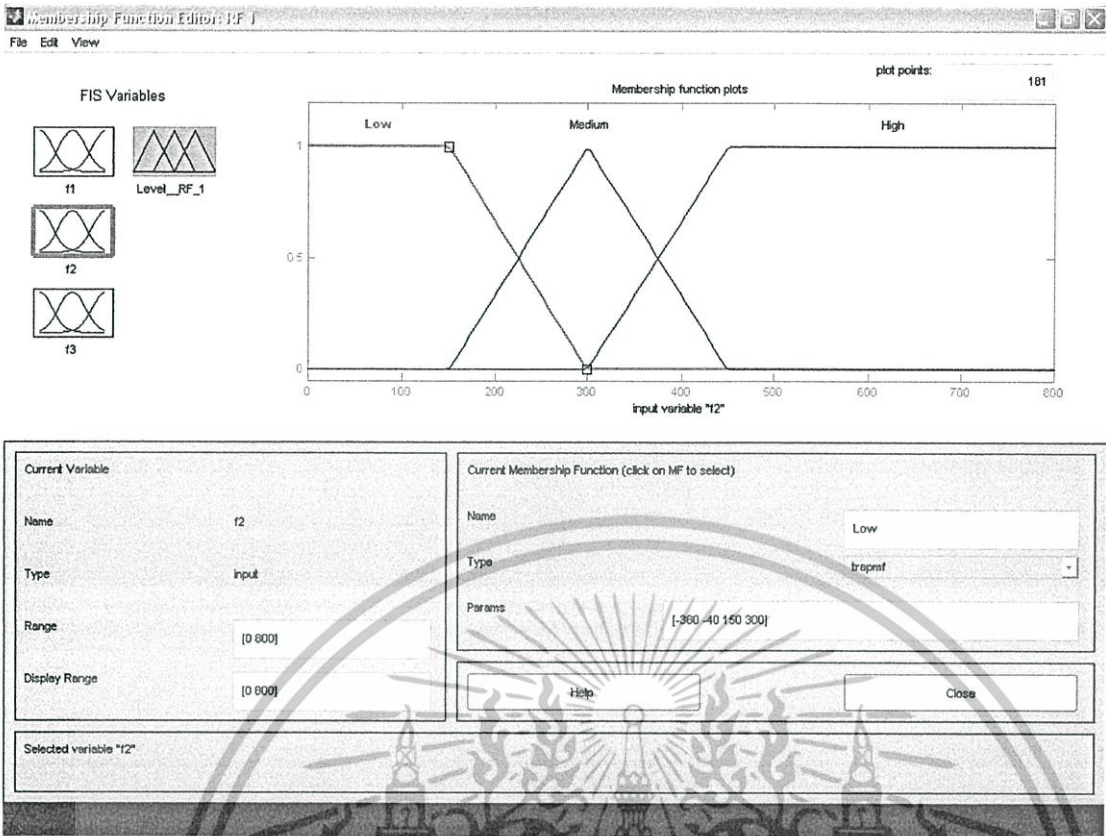 Membership Function Editor: RF 1
File Edit View
FIS Variables
f1
Level__RF_1
f2
f3
plot points:
181
Membership function plots
Low
Medium
High
1
0.5
0
0 100 200 300 400 500 600 700 800
input variable "f2"
Current Variable
Name f2
Type input
Range [0 800]
Display Range [0 800]
Current Membership Function (click on MF to select)
Name Low
Type trapmf
Params [-360 -40 150 300]
Help
Close
Selected variable "f2"